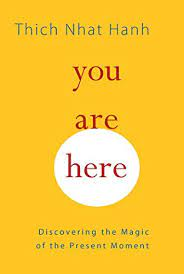 Thich Nhat Hanh
you
are
here
Discovering the Magic
of the Present Moment